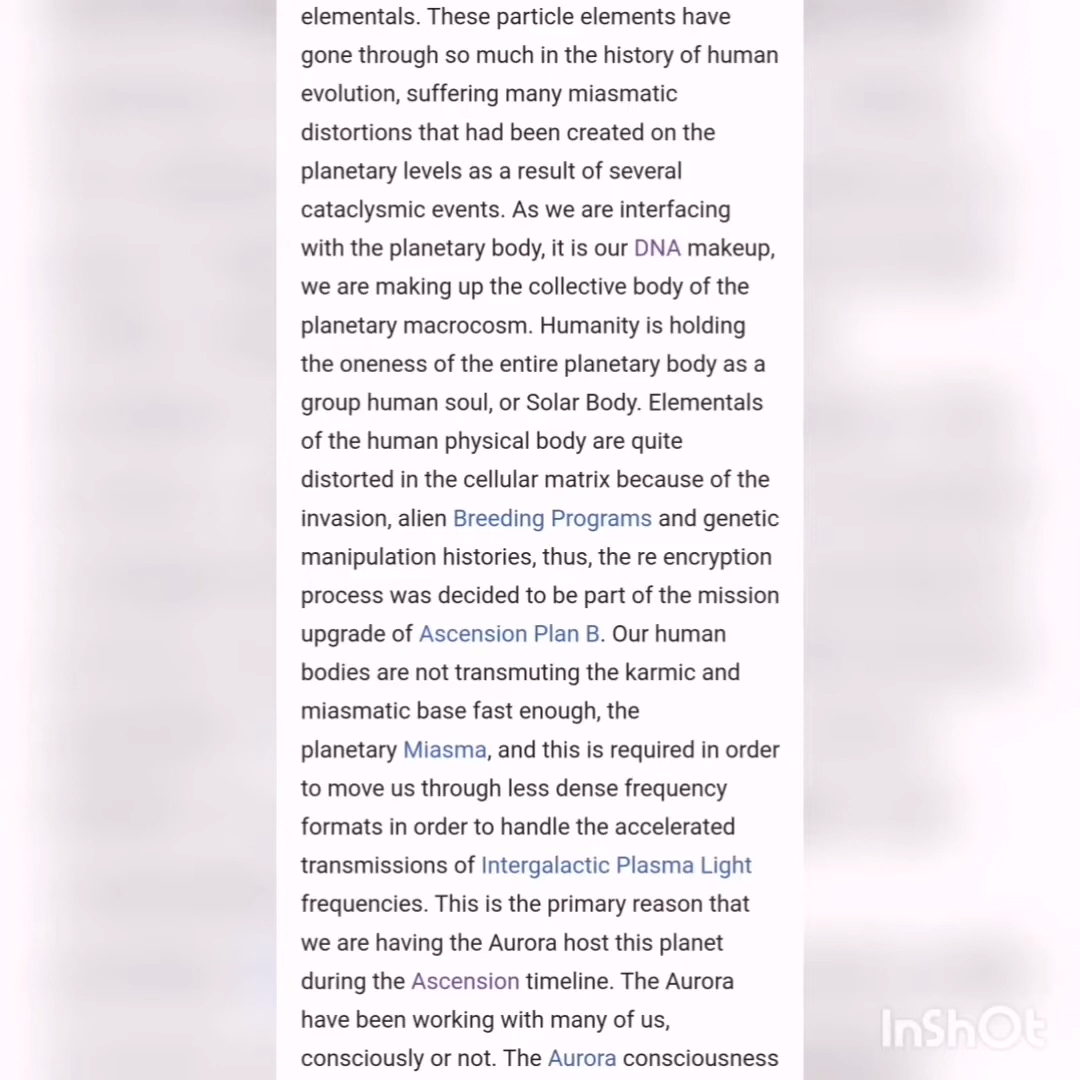 elementals. These particle elements have
gone through so much in the history of human
evolution, suffering many miasmatic
distortions that had been created on the
planetary levels as a result of several
cataclysmic events. As we are interfacing
with the planetary body, it is our DNA makeup,
we are making up the collective body of the
planetary macrocosm. Humanity is holding
the oneness of the entire planetary body as a
group human soul, or Solar Body. Elementals
of the human physical body are quite
distorted in the cellular matrix because of the
invasion, alien Breeding Programs and genetic
manipulation histories, thus, the re encryption
process was decided to be part of the mission
upgrade of Ascension Plan B. Our human
bodies are not transmuting the karmic and
miasmatic base fast enough, the
planetary Miasma, and this is required in order
to move us through less dense frequency
formats in order to handle the accelerated
transmissions of Intergalactic Plasma Light
frequencies. This is the primary reason that
we are having the Aurora host this planet
during the Ascension timeline. The Aurora
have been working with many of us,
consciously or not. The Aurora consciousness
InShOt